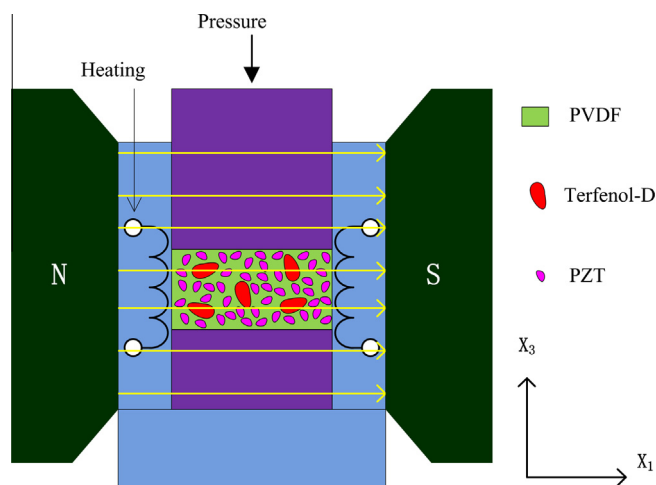 Pressure
Heating
PVDF
Terfenol-D
PZT
N
S
X3
X1